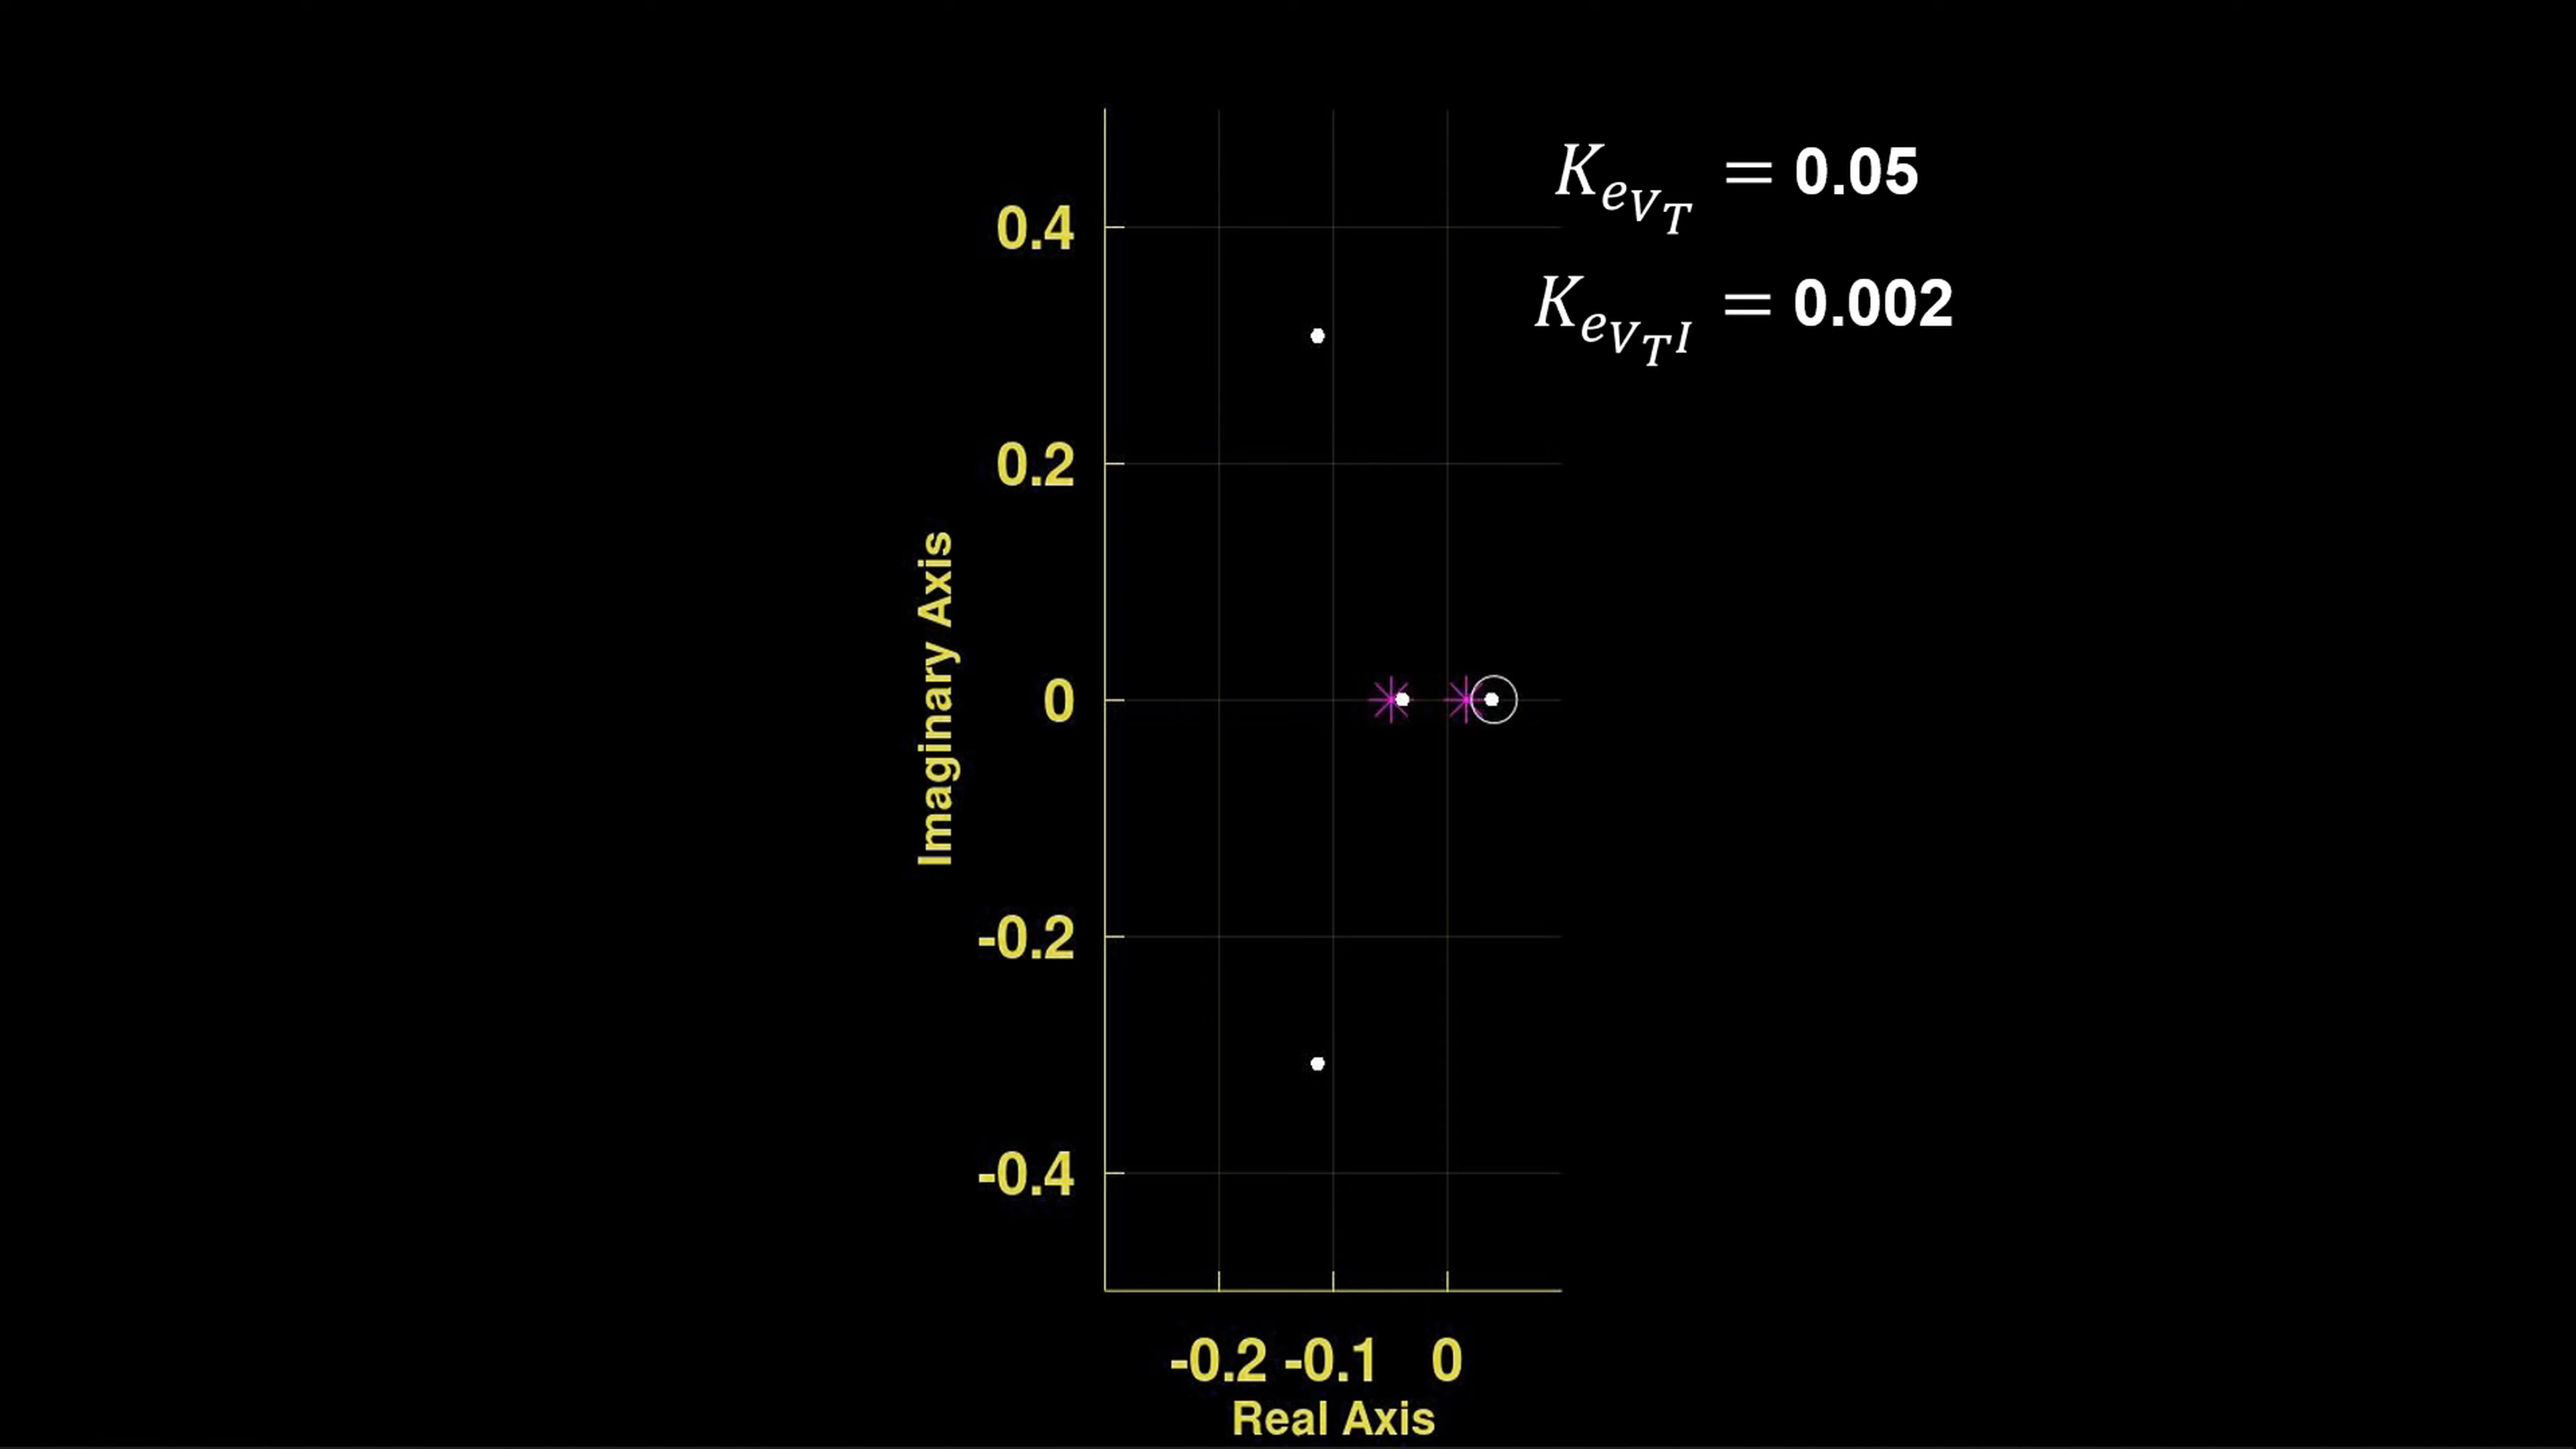 K_{e_{V_T}} = 0.05
K_{e_{V_T I}} = 0.002
0.4
0.2
0
-0.2
-0.4
Imaginary Axis
-0.2 -0.1 0
Real Axis